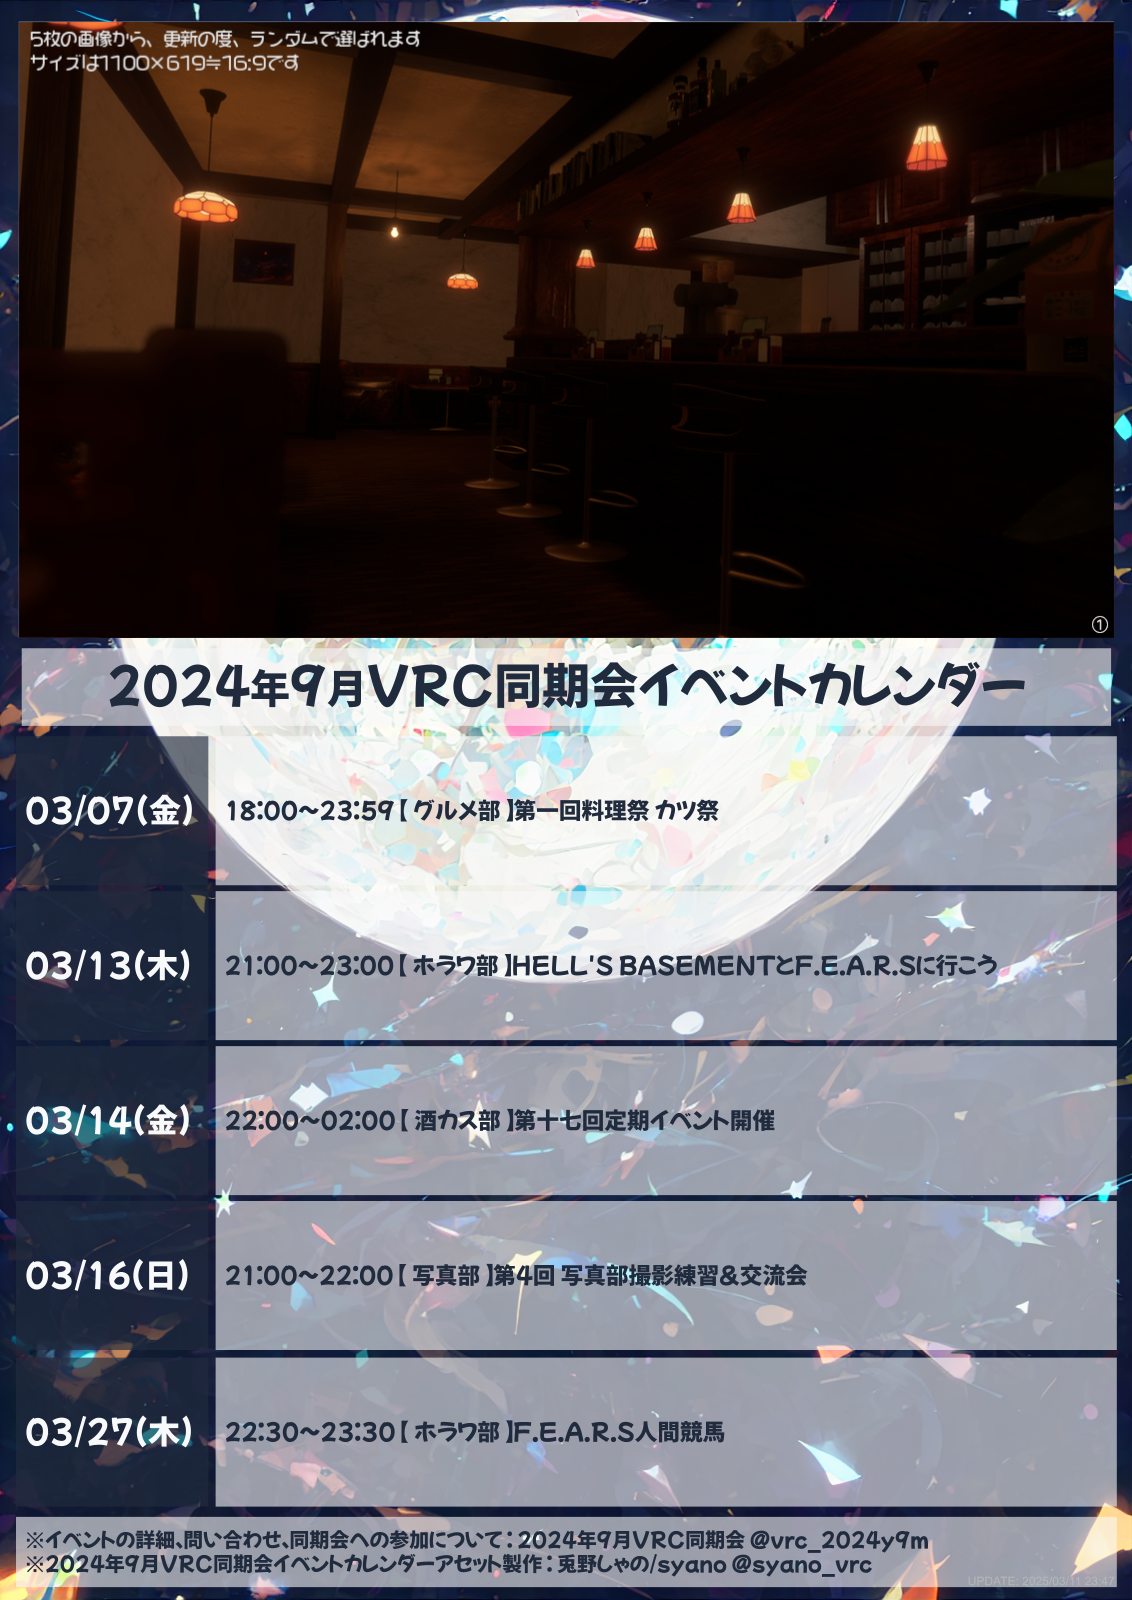 5枚の画像から、更新の度、ランダムで選ばれます
サイズは1100×619≒16:9です
①
2024年9月VRC同期会イベントカレンダー
03/07(金)
18:00～23:59【 グルメ部 】第一回料理祭 カツ祭
03/13(木)
21:00～23:00【 ホラワ部 】HELL'S BASEMENTとF.E.A.R.Sに行こう
03/14(金)
22:00～02:00【 酒カス部 】第十七回定期イベント開催
03/16(日)
21:00～22:00【 写真部 】第4回 写真部撮影練習&交流会
03/27(木)
22:30～23:30【 ホラワ部 】F.E.A.R.S人間競馬
※イベントの詳細、問い合わせ、同期会への参加について：2024年9月VRC同期会 @vrc_2024y9m
※2024年9月VRC同期会イベントカレンダーアセット製作：兎野しゃの/syano @syano_vrc
UPDATE: 2025/03/11 23:47